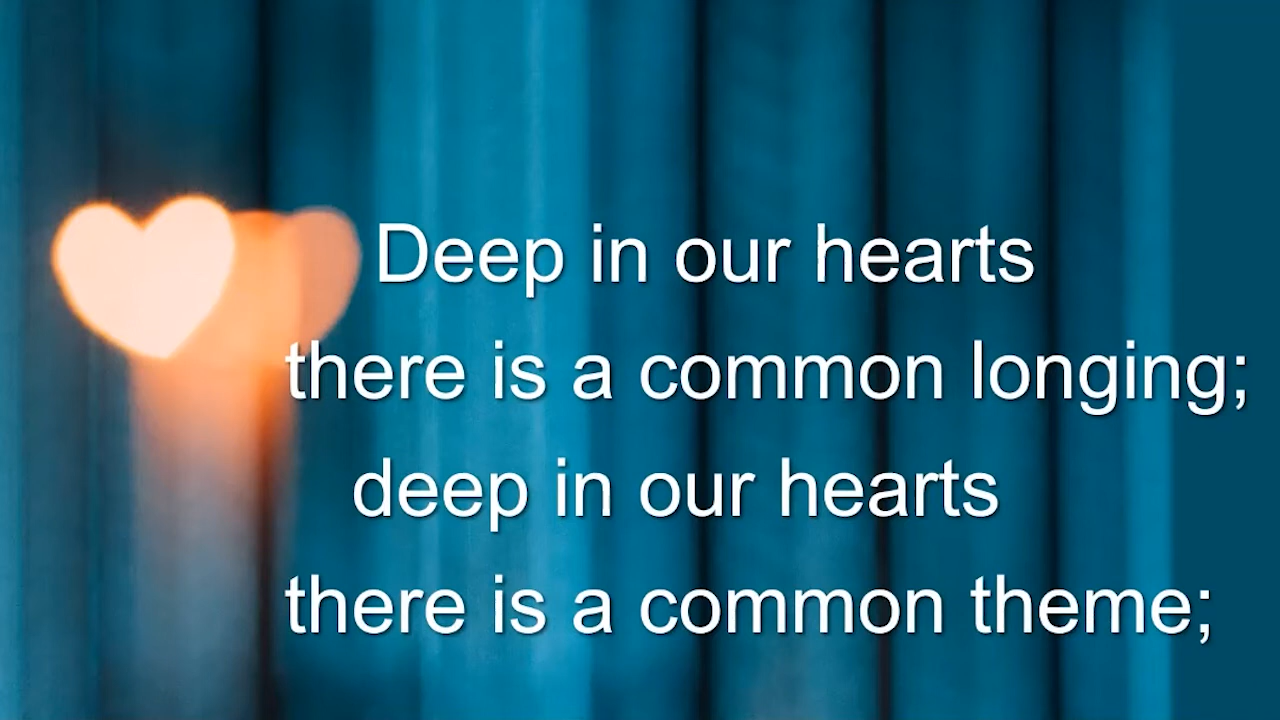 Deep in our hearts
there is a common longing;
deep in our hearts
there is a common theme;